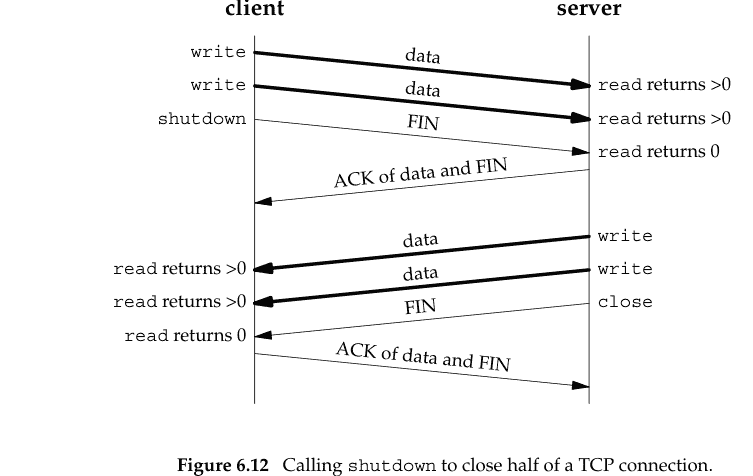 client server
write data
read returns >0
write data
read returns >0
shutdown FIN
read returns 0
ACK of data and FIN
data write
read returns >0
data write
read returns >0
FIN close
read returns 0
ACK of data and FIN
Figure 6.12 Calling shutdown to close half of a TCP connection.